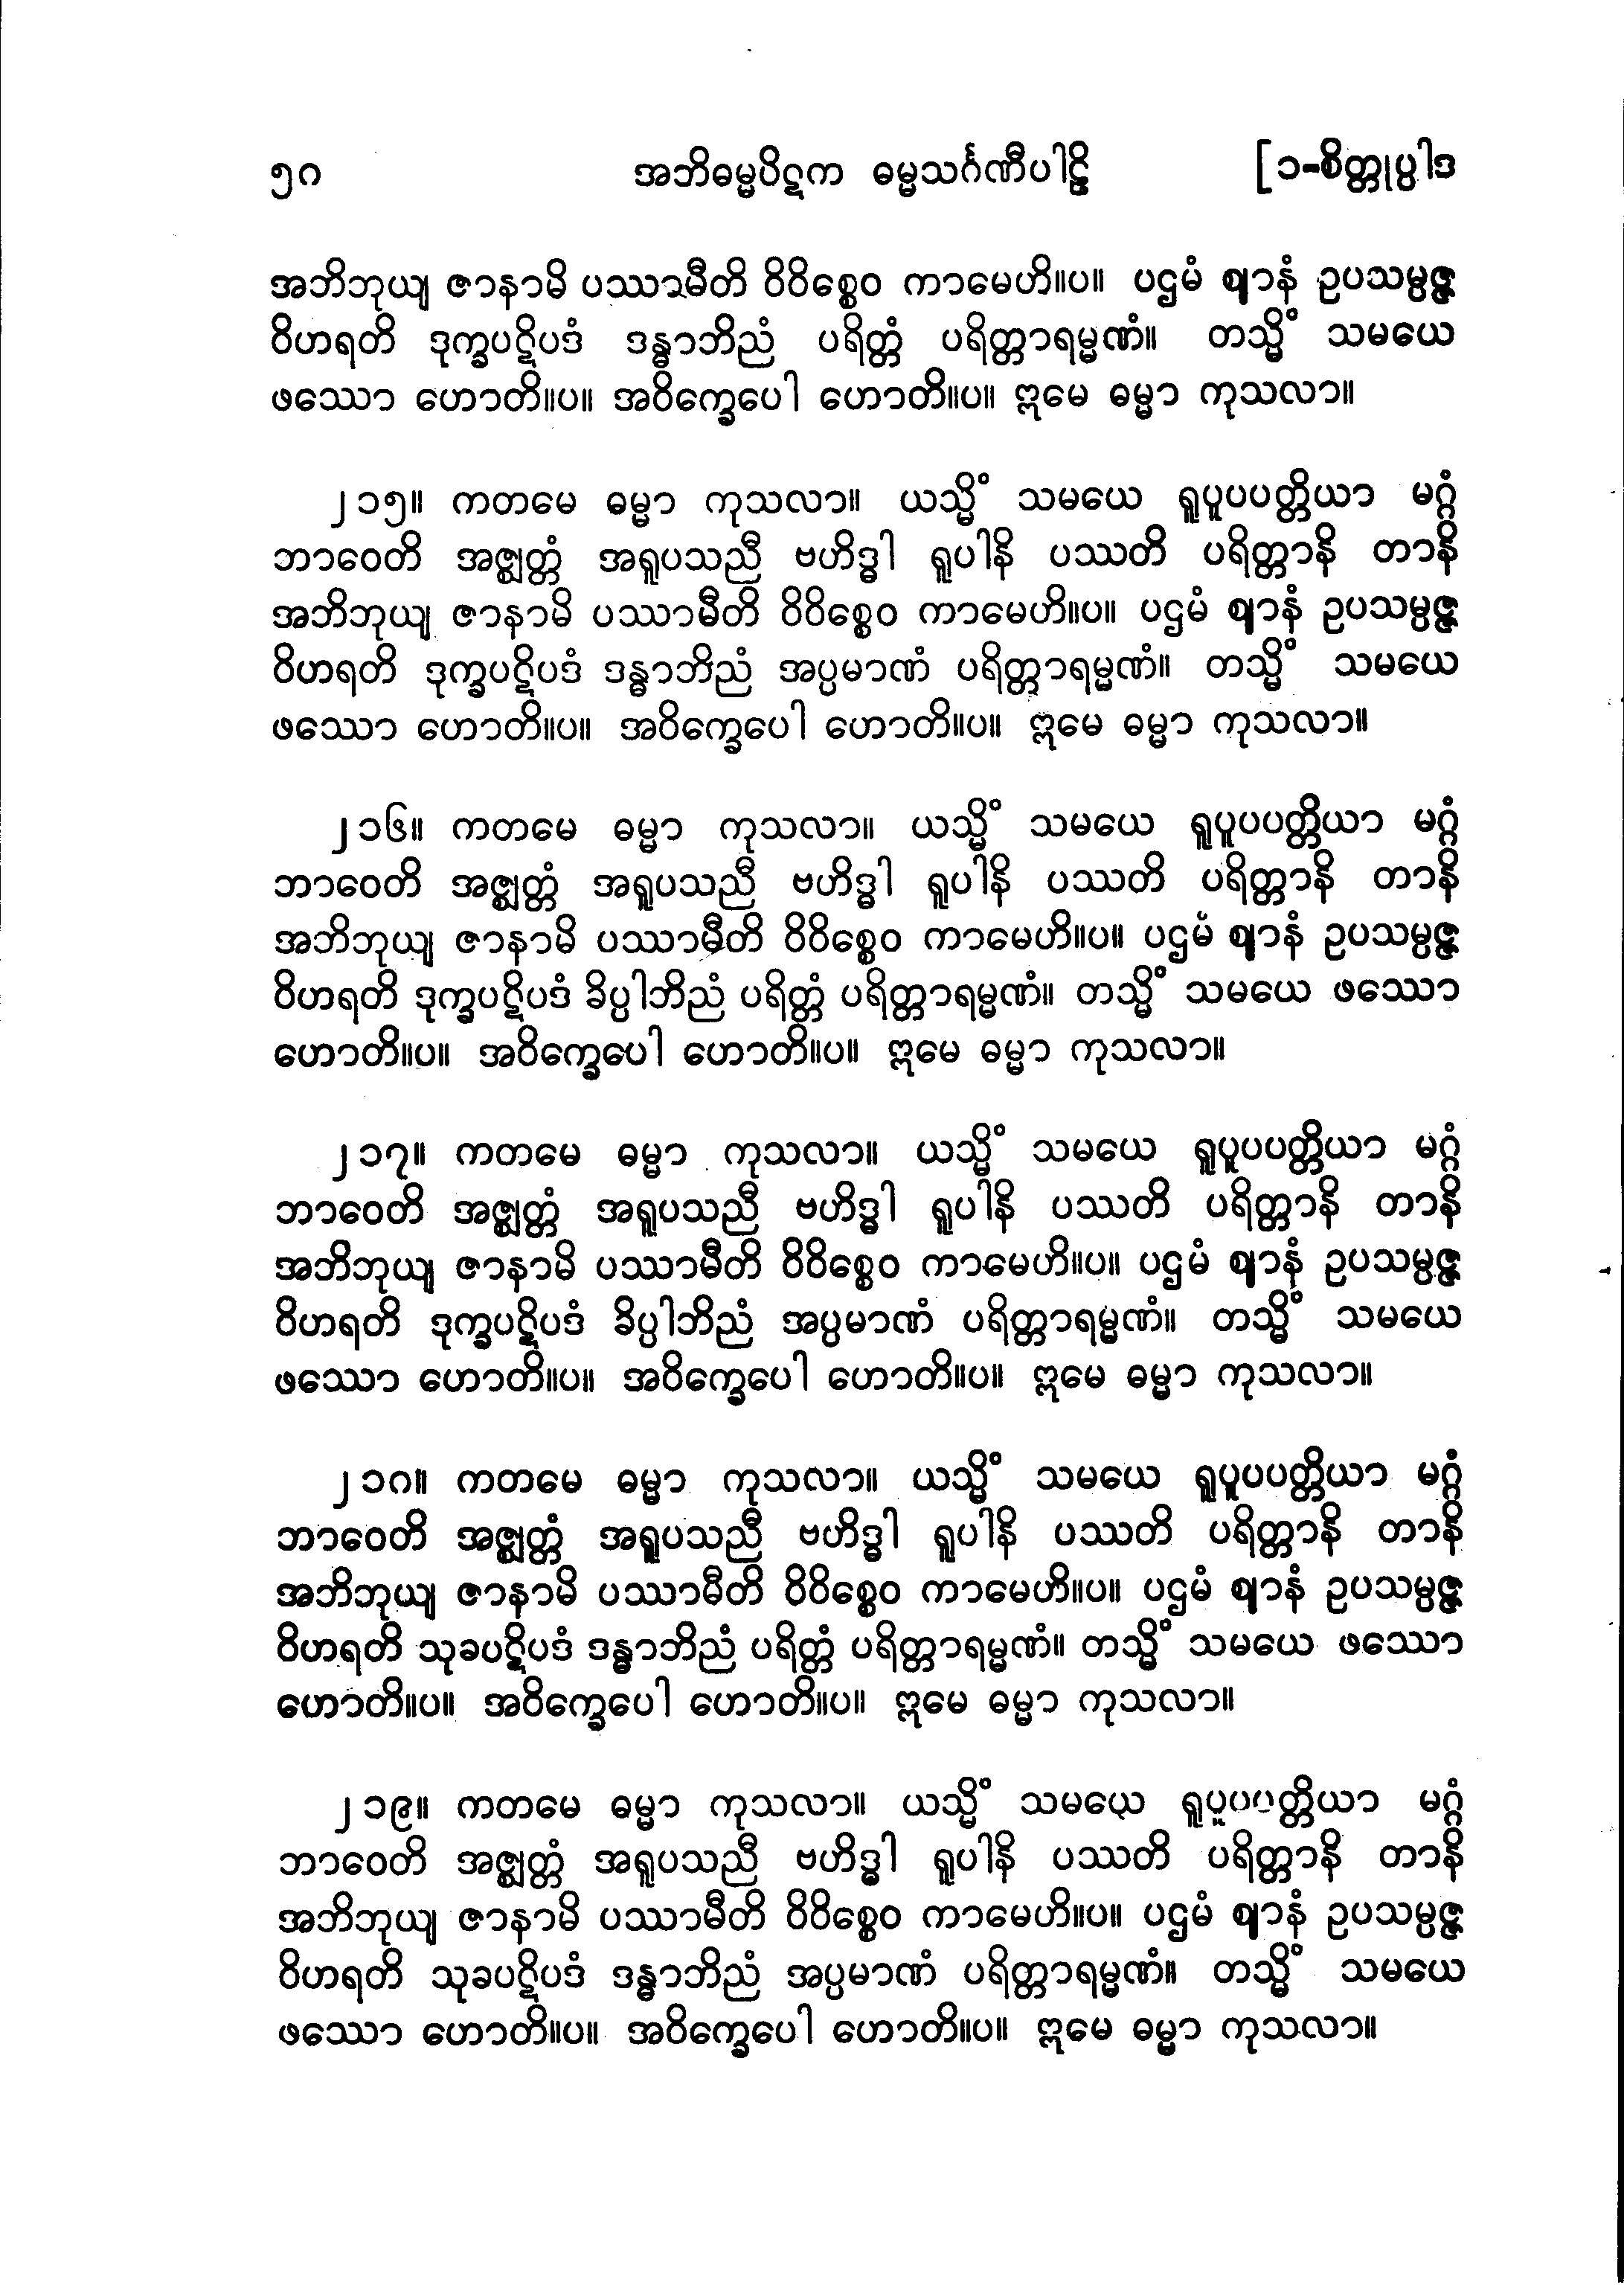 ၅ဂ အဘိဓမ္မပိဋက ဓမ္မသင်္ဂဏီပါဠိ [၁-စိတ္တုပ္ပါဒ
အဘိဘုယျ ဇာနာမိ ပဿာမီတိ ဝိဝိစ္စေဝ ကာမေဟိ။ပ။ ပဌမံ ဈာနံ ဥပသမ္ပဇ္ဇ
ဝိဟရတိ ဒုက္ခပဋိပဒံ ဒန္ဓာဘိညံ ပရိတ္တံ ပရိတ္တာရမ္မဏံ။ တသ္မိံ သမယေ
ဖဿော ဟောတိ။ပ။ အဝိက္ခေပေါ ဟောတိ။ပ။ ဣမေ ဓမ္မာ ကုသလာ။
၂၁၅။ ကတမေ ဓမ္မာ ကုသလာ။ ယသ္မိံ သမယေ ရူပူပပတ္တိယာ မဂ္ဂံ
ဘာဝေတိ အဇ္ဈတ္တံ အရူပသညီ ဗဟိဒ္ဓါ ရူပါနိ ပဿတိ ပရိတ္တာနိ တာနိ
အဘိဘုယျ ဇာနာမိ ပဿာမီတိ ဝိဝိစ္စေဝ ကာမေဟိ။ပ။ ပဌမံ ဈာနံ ဥပသမ္ပဇ္ဇ
ဝိဟရတိ ဒုက္ခပဋိပဒံ ဒန္ဓာဘိညံ အပ္ပမာဏံ ပရိတ္တာရမ္မဏံ။ တသ္မိံ သမယေ
ဖဿော ဟောတိ။ပ။ အဝိက္ခေပေါ ဟောတိ။ပ။ ဣမေ ဓမ္မာ ကုသလာ။
၂၁၆။ ကတမေ ဓမ္မာ ကုသလာ။ ယသ္မိံ သမယေ ရူပူပပတ္တိယာ မဂ္ဂံ
ဘာဝေတိ အဇ္ဈတ္တံ အရူပသညီ ဗဟိဒ္ဓါ ရူပါနိ ပဿတိ ပရိတ္တာနိ တာနိ
အဘိဘုယျ ဇာနာမိ ပဿာမီတိ ဝိဝိစ္စေဝ ကာမေဟိ။ပ။ ပဌမံ ဈာနံ ဥပသမ္ပဇ္ဇ
ဝိဟရတိ ဒုက္ခပဋိပဒံ ခိပ္ပါဘိညံ ပရိတ္တံ ပရိတ္တာရမ္မဏံ။ တသ္မိံ သမယေ ဖဿော
ဟောတိ။ပ။ အဝိက္ခေပေါ ဟောတိ။ပ။ ဣမေ ဓမ္မာ ကုသလာ။
၂၁၇။ ကတမေ ဓမ္မာ ကုသလာ။ ယသ္မိံ သမယေ ရူပူပပတ္တိယာ မဂ္ဂံ
ဘာဝေတိ အဇ္ဈတ္တံ အရူပသညီ ဗဟိဒ္ဓါ ရူပါနိ ပဿတိ ပရိတ္တာနိ တာနိ
အဘိဘုယျ ဇာနာမိ ပဿာမီတိ ဝိဝိစ္စေဝ ကာမေဟိ။ပ။ ပဌမံ ဈာနံ ဥပသမ္ပဇ္ဇ
ဝိဟရတိ ဒုက္ခပဋိပဒံ ခိပ္ပါဘိညံ အပ္ပမာဏံ ပရိတ္တာရမ္မဏံ။ တသ္မိံ သမယေ
ဖဿော ဟောတိ။ပ။ အဝိက္ခေပေါ ဟောတိ။ပ။ ဣမေ ဓမ္မာ ကုသလာ။
၂၁ဂ။ ကတမေ ဓမ္မာ ကုသလာ။ ယသ္မိံ သမယေ ရူပူပပတ္တိယာ မဂ္ဂံ
ဘာဝေတိ အဇ္ဈတ္တံ အရူပသညီ ဗဟိဒ္ဓါ ရူပါနိ ပဿတိ ပရိတ္တာနိ တာနိ
အဘိဘုယျ ဇာနာမိ ပဿာမီတိ ဝိဝိစ္စေဝ ကာမေဟိ။ပ။ ပဌမံ ဈာနံ ဥပသမ္ပဇ္ဇ
ဝိဟရတိ သုခပဋိပဒံ ဒန္ဓာဘိညံ ပရိတ္တံ ပရိတ္တာရမ္မဏံ။ တသ္မိံ သမယေ ဖဿော
ဟောတိ။ပ။ အဝိက္ခေပေါ ဟောတိ။ပ။ ဣမေ ဓမ္မာ ကုသလာ။
၂၁၉။ ကတမေ ဓမ္မာ ကုသလာ။ ယသ္မိံ သမယေ ရူပူပပတ္တိယာ မဂ္ဂံ
ဘာဝေတိ အဇ္ဈတ္တံ အရူပသညီ ဗဟိဒ္ဓါ ရူပါနိ ပဿတိ ပရိတ္တာနိ တာနိ
အဘိဘုယျ ဇာနာမိ ပဿာမီတိ ဝိဝိစ္စေဝ ကာမေဟိ။ပ။ ပဌမံ ဈာနံ ဥပသမ္ပဇ္ဇ
ဝိဟရတိ သုခပဋိပဒံ ဒန္ဓာဘိညံ အပ္ပမာဏံ ပရိတ္တာရမ္မဏံ။ တသ္မိံ သမယေ
ဖဿော ဟောတိ။ပ။ အဝိက္ခေပေါ ဟောတိ။ပ။ ဣမေ ဓမ္မာ ကုသလာ။